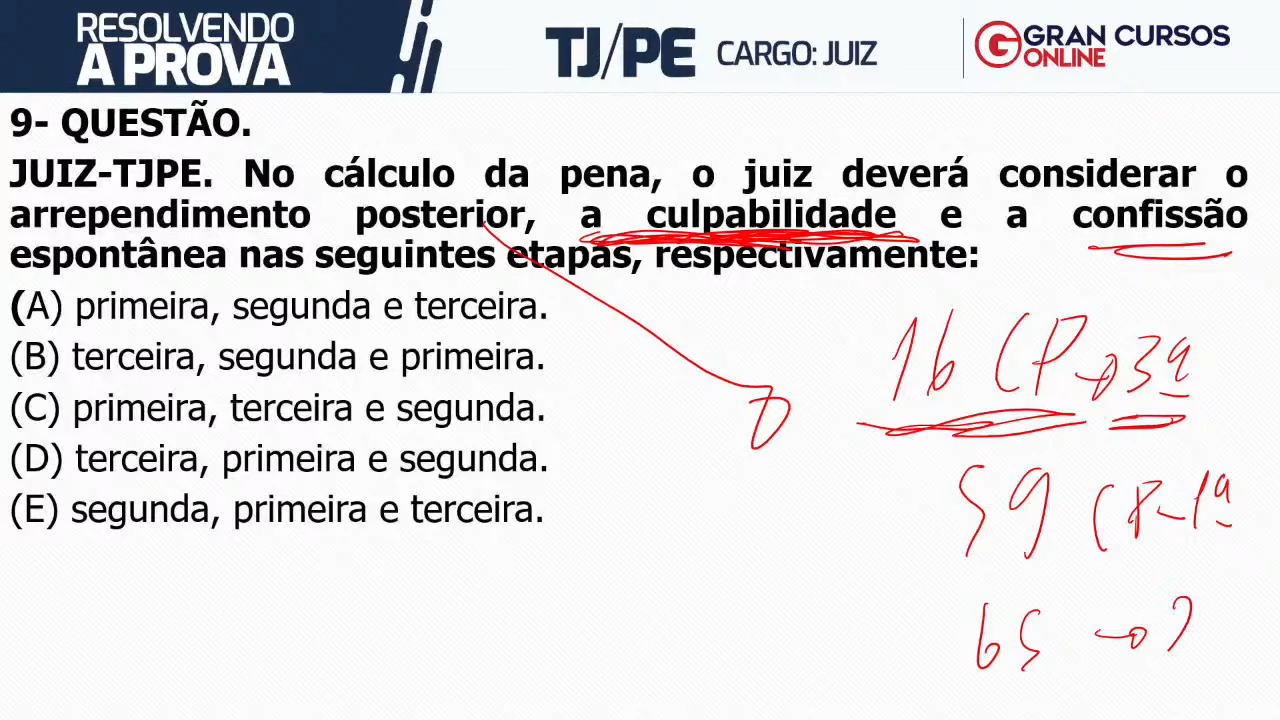 RESOLVENDO
A PROVA
TJ/PE CARGO: JUIZ
GRAN CURSOS
ONLINE
9- QUESTÃO.
JUIZ-TJPE. No cálculo da pena, o juiz deverá considerar o
arrependimento posterior, a culpabilidade e a confissão
espontânea nas seguintes etapas, respectivamente:
(A) primeira, segunda e terceira.
(B) terceira, segunda e primeira.
(C) primeira, terceira e segunda.
(D) terceira, primeira e segunda.
(E) segunda, primeira e terceira.
16 CP → 3ª
59 CP - 1ª
65 →